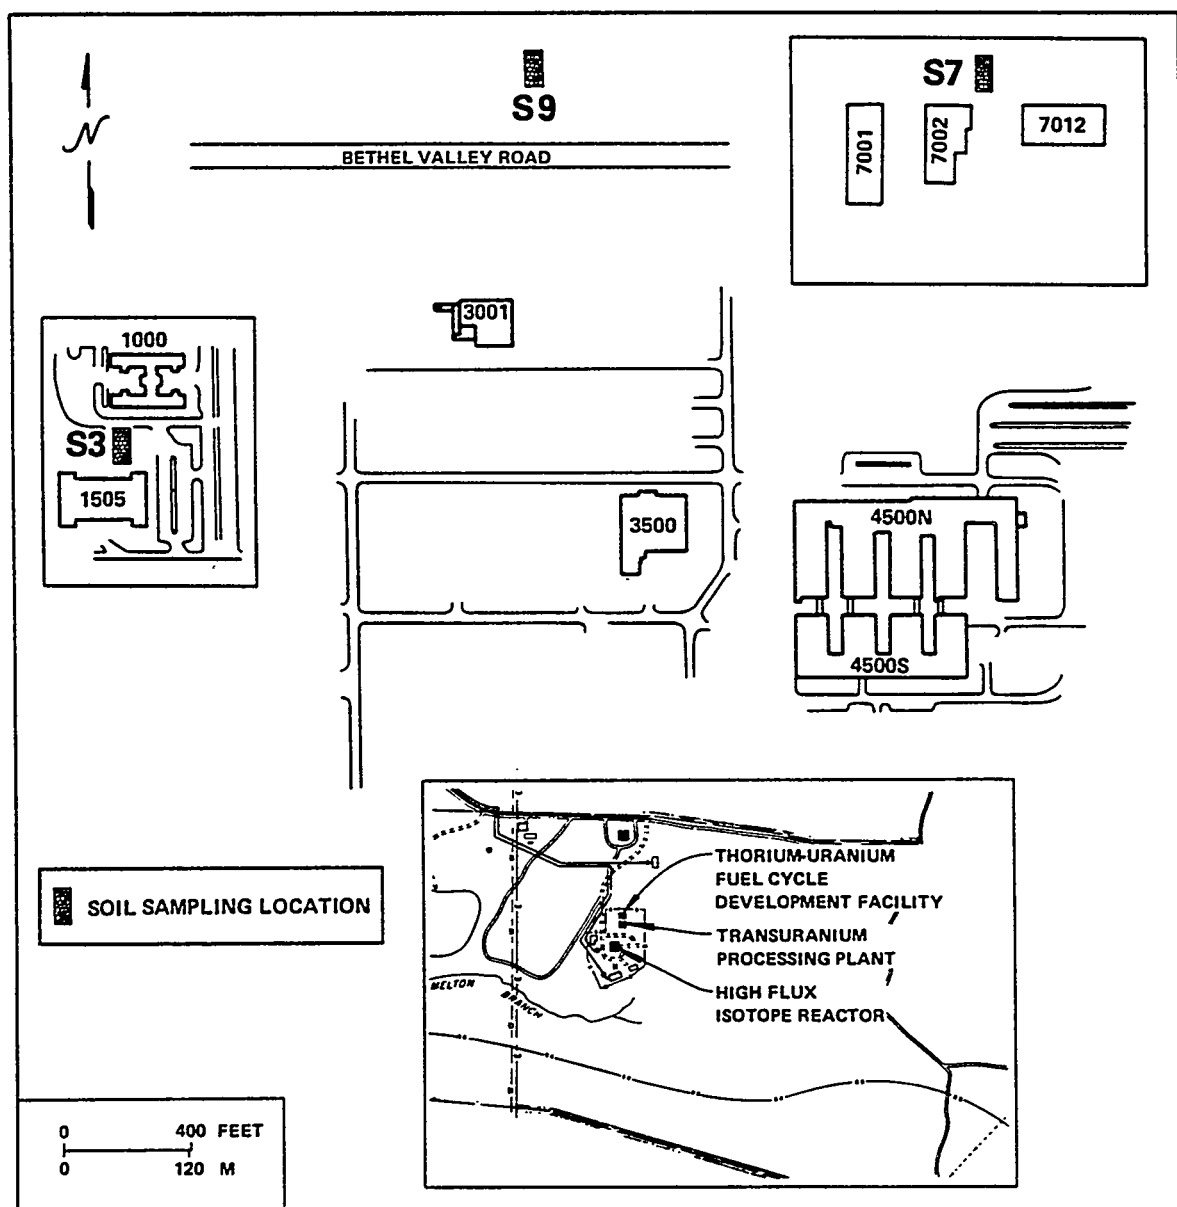 N
S9
BETHEL VALLEY ROAD
S7
7001
7002
7012
1000
S3
1505
3001
3500
4500N
4500S
SOIL SAMPLING LOCATION
THORIUM-URANIUM
FUEL CYCLE
DEVELOPMENT FACILITY
TRANSURANIUM
PROCESSING PLANT
HIGH FLUX
ISOTOPE REACTOR
MELTON
BRANCH
0 400 FEET
0 120 M